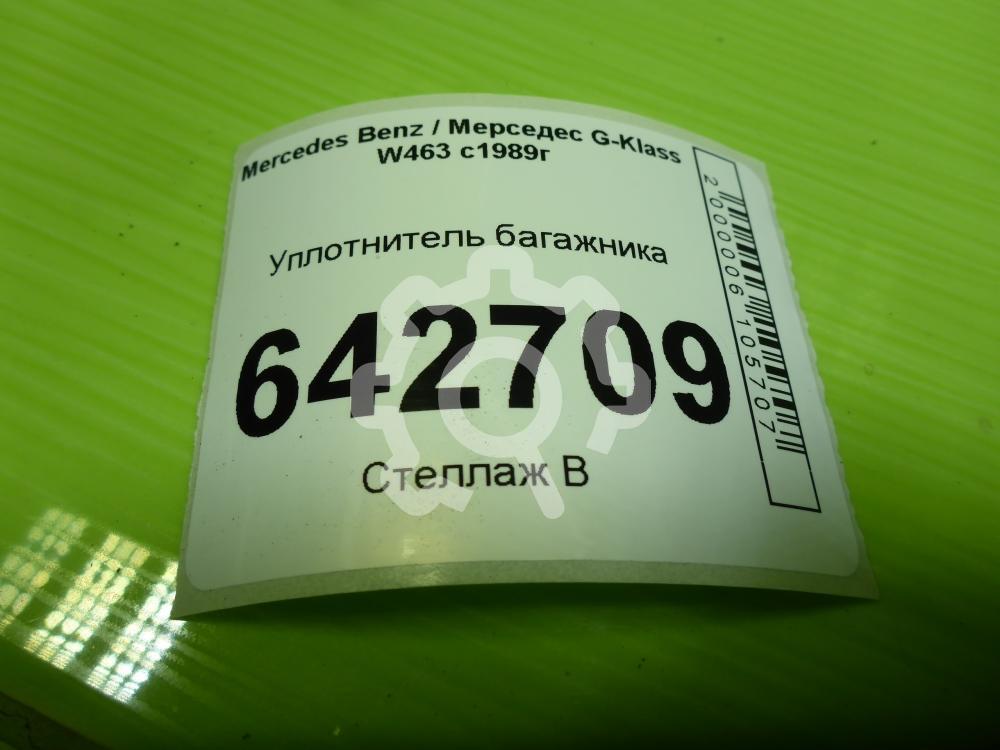 Mercedes Benz / Мерседес G-Klass
W463 с1989г
Уплотнитель багажника
642709
Стеллаж В
2000006105707